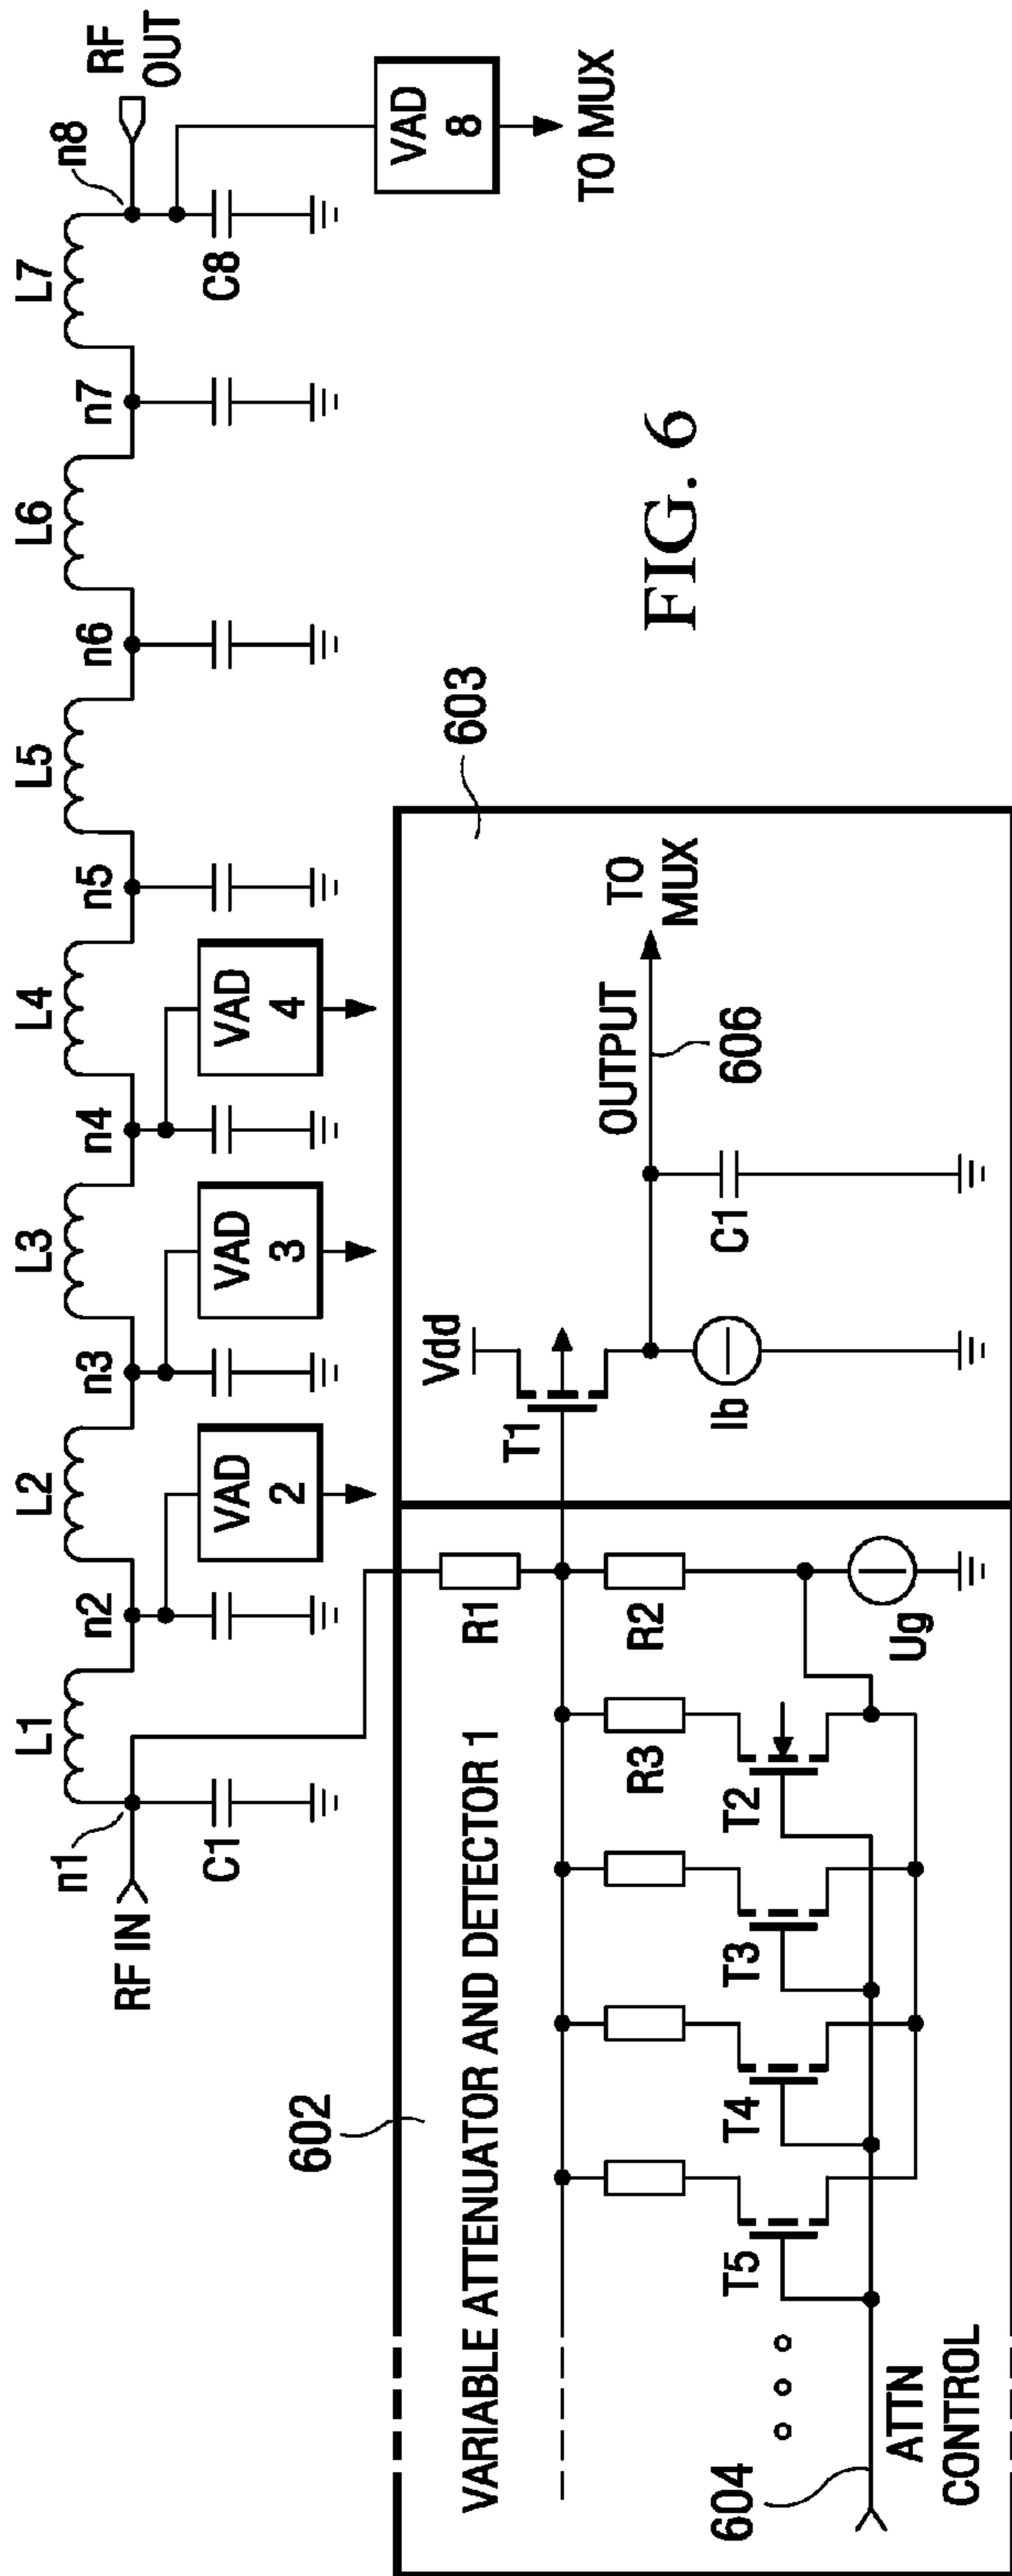 RF IN
n1
L1
n2
L2
n3
L3
n4
L4
n5
L5
n6
L6
n7
L7
n8
RF
OUT
C1
VAD
2
VAD
3
VAD
4
C8
VAD
8
TO MUX
602
VARIABLE ATTENUATOR AND DETECTOR 1
R1
R2
R3
T5
T4
T3
T2
Ug
604
ATTN
CONTROL
603
Vdd
T1
Ib
C1
OUTPUT
606
TO
MUX
FIG. 6